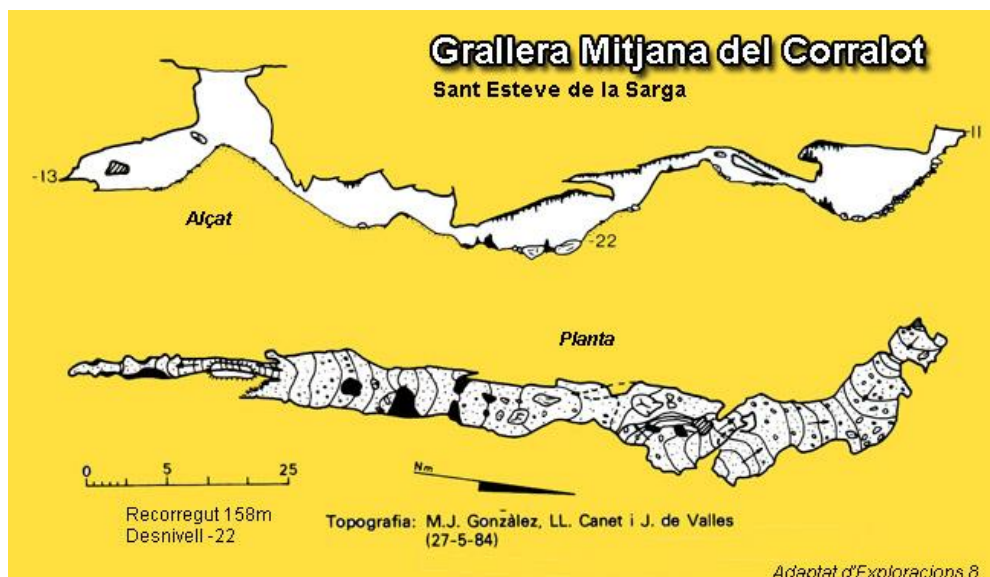 Grallera Mitjana del Corralot
Sant Esteve de la Sarga
-11
-13
Alçat
-22
Planta
0 5 25
Nm
Recorregut 158m
Desnivell -22
Topografia: M.J. Gonzàlez, LL. Canet i J. de Valles
(27-5-84)
Adaptat d'Exploracions 8